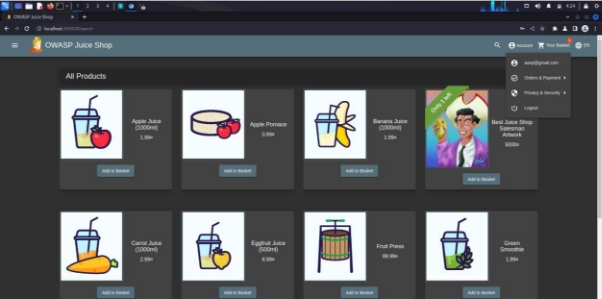 1 2 3 4
4:24
OWASP Juice Shop
localhost
OWASP Juice Shop
Account
Your Basket
EN
All Products
@gmail.com
Orders & Payment
Privacy & Security
Logout
Apple Juice
(1000ml)
1.99¤
Add to Basket
Apple Pomace
0.89¤
Add to Basket
Banana Juice
(1000ml)
1.99¤
Add to Basket
Only 1 left
Best Juice Shop
Salesman
Artwork
5000¤
Add to Basket
Carrot Juice
(1000ml)
2.99¤
Add to Basket
Eggfruit Juice
(500ml)
8.99¤
Add to Basket
Fruit Press
89.99¤
Add to Basket
Green
Smoothie
1.99¤
Add to Basket